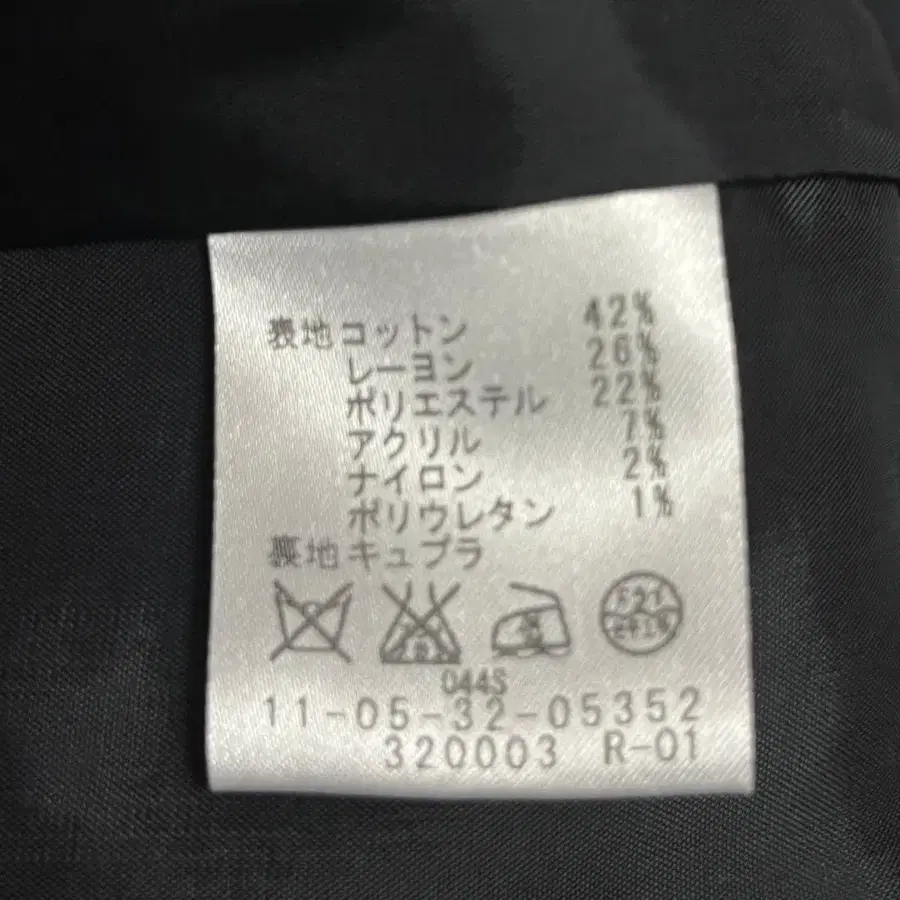 表地 コットン 42%
レーヨン 26%
ポリエステル 22%
アクリル 7%
ナイロン 2%
ポリウレタン 1%
裏地 キュプラ
044S
11-05-32-05352
320003 R-01